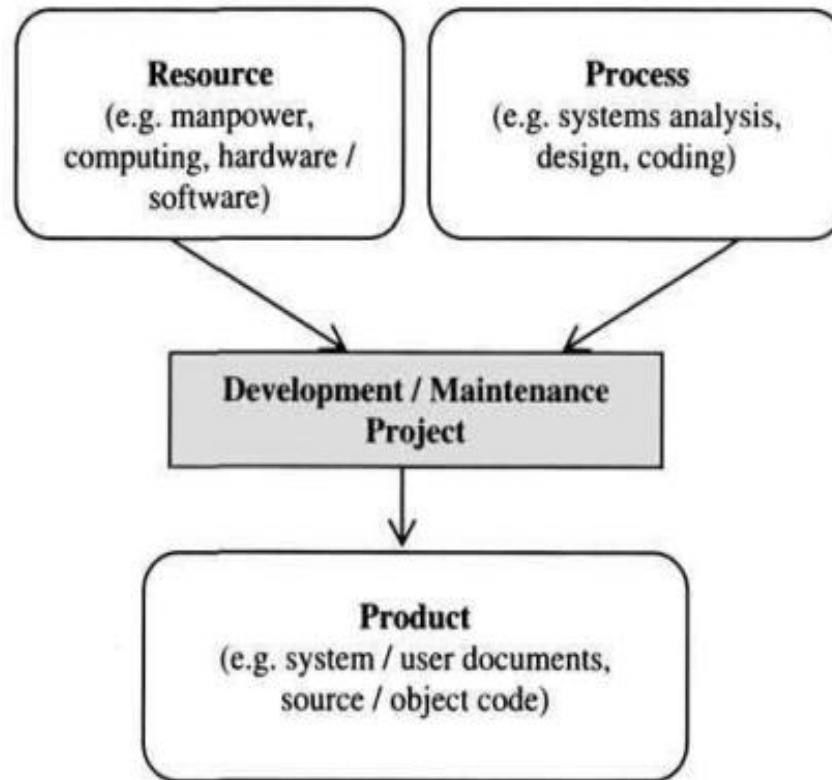 Resource
(e.g. manpower,
computing, hardware /
software)
Process
(e.g. systems analysis,
design, coding)
Development / Maintenance
Project
Product
(e.g. system / user documents,
source / object code)